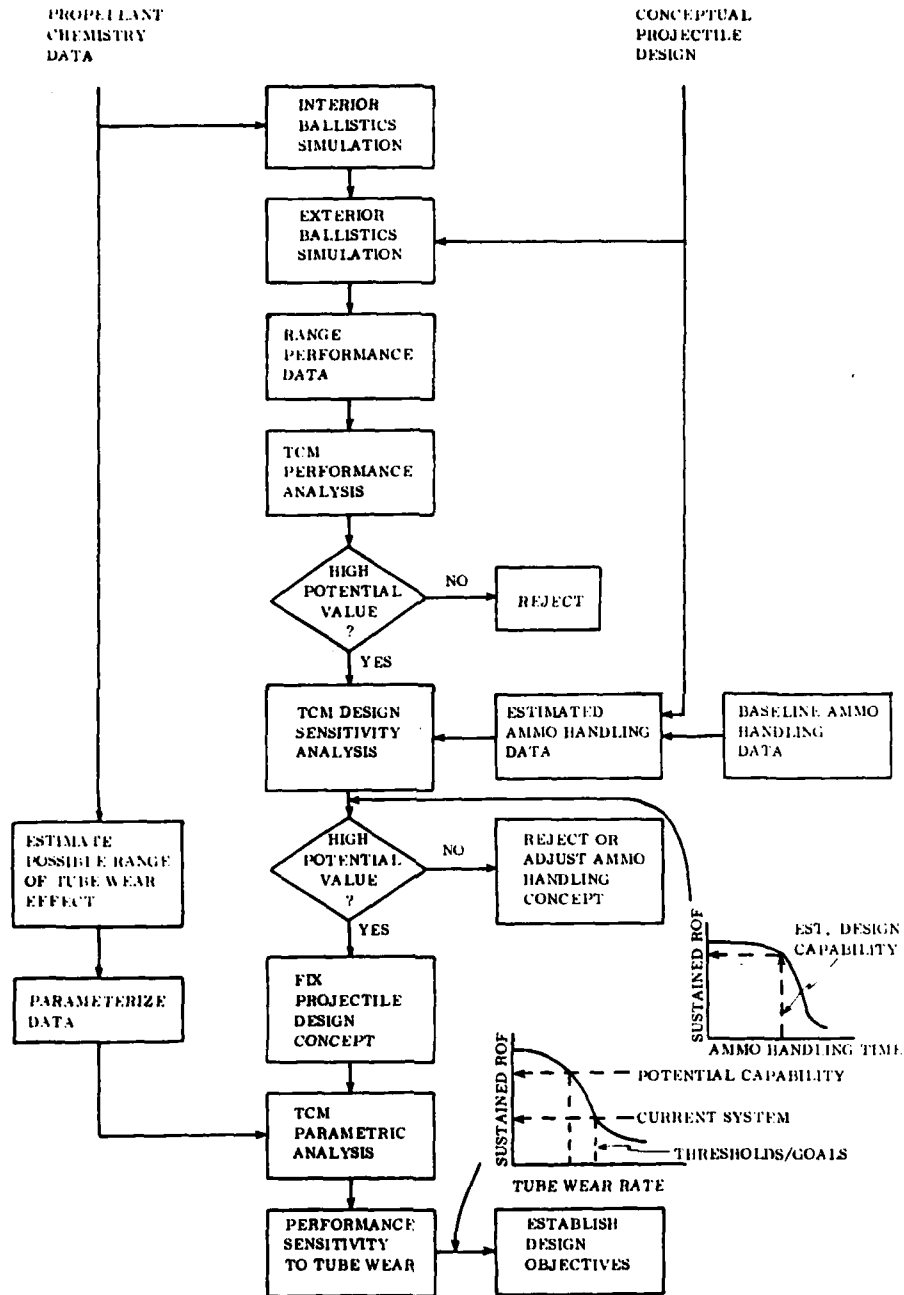 PROPELLANT
CHEMISTRY
DATA
CONCEPTUAL
PROJECTILE
DESIGN
INTERIOR
BALLISTICS
SIMULATION
EXTERIOR
BALLISTICS
SIMULATION
RANGE
PERFORMANCE
DATA
TCM
PERFORMANCE
ANALYSIS
HIGH
POTENTIAL
VALUE
?
NO
REJECT
YES
TCM DESIGN
SENSITIVITY
ANALYSIS
ESTIMATED
AMMO HANDLING
DATA
BASELINE AMMO
HANDLING
DATA
ESTIMATE
POSSIBLE RANGE
OF TUBE WEAR
EFFECT
HIGH
POTENTIAL
VALUE
?
NO
REJECT OR
ADJUST AMMO
HANDLING
CONCEPT
YES
SUSTAINED ROF
EST. DESIGN
CAPABILITY
AMMO HANDLING TIME
PARAMETERIZE
DATA
FIX
PROJECTILE
DESIGN
CONCEPT
SUSTAINED ROF
POTENTIAL CAPABILITY
CURRENT SYSTEM
THRESHOLDS/GOALS
TUBE WEAR RATE
TCM
PARAMETRIC
ANALYSIS
PERFORMANCE
SENSITIVITY
TO TUBE WEAR
ESTABLISH
DESIGN
OBJECTIVES